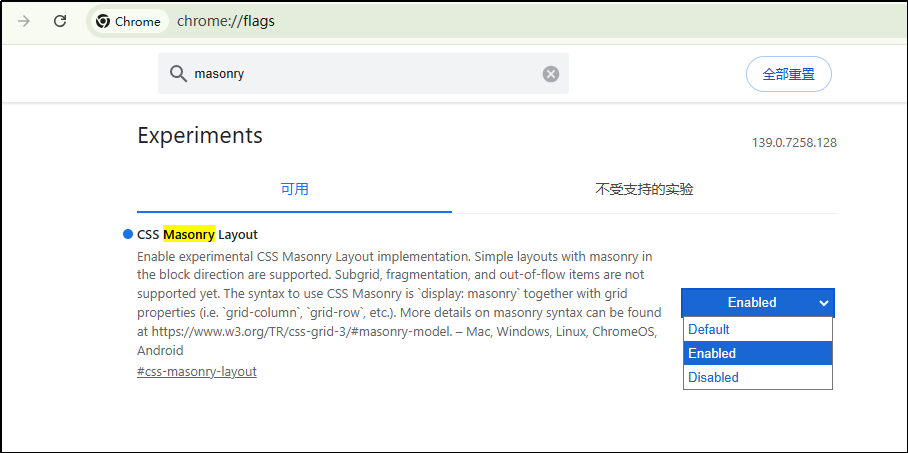 Chrome chrome://flags
masonry
全部重置
Experiments
139.0.7258.128
可用
不受支持的实验
CSS Masonry Layout
Enable experimental CSS Masonry Layout implementation. Simple layouts with masonry in
the block direction are supported. Subgrid, fragmentation, and out-of-flow items are not
supported yet. The syntax to use CSS Masonry is `display: masonry` together with grid
properties (i.e. `grid-column`, `grid-row`, etc.). More details on masonry syntax can be found
at https://www.w3.org/TR/css-grid-3/#masonry-model. – Mac, Windows, Linux, ChromeOS,
Android
#css-masonry-layout
Enabled
Default
Enabled
Disabled